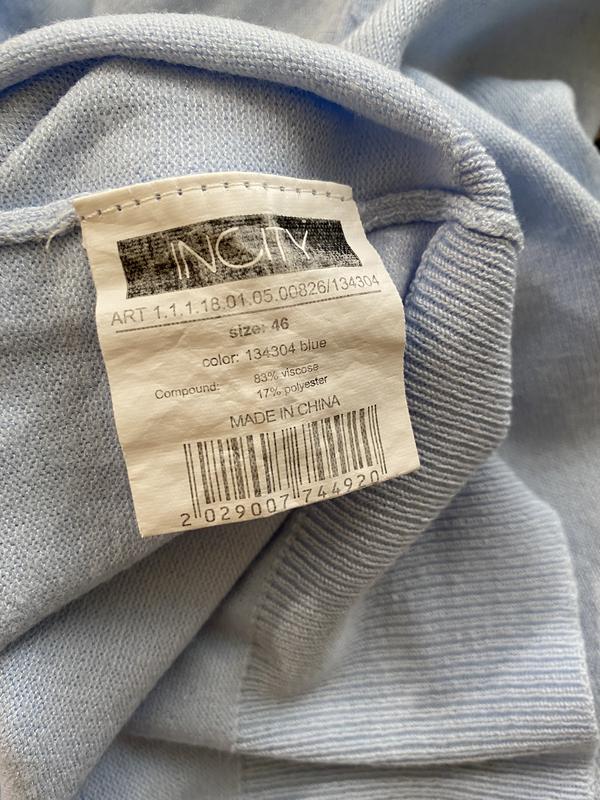 INCITY
ART 1.1.1.18.01.05.00826/134304
size: 46
color: 134304 blue
Compound: 83% viscose
17% polyester
MADE IN CHINA
2 029007 744920